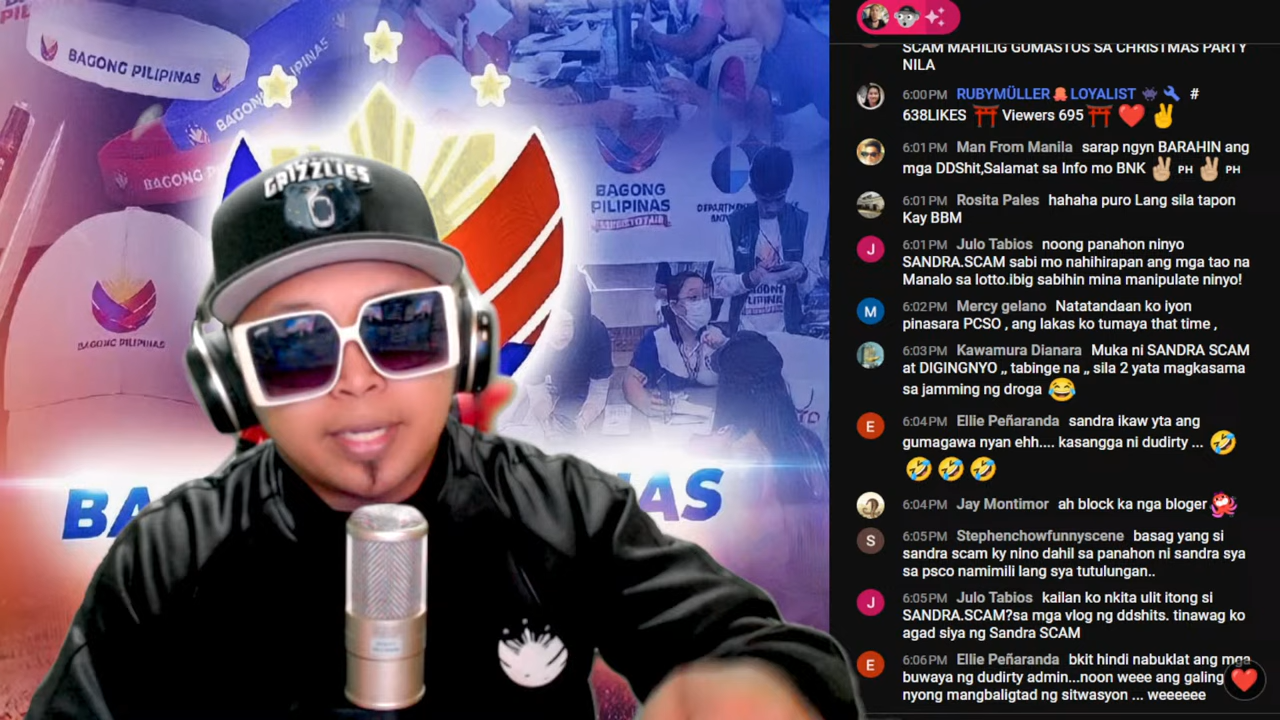 BAGONG PILIPINAS
BAGONG PILIPINAS
BAGONG
BAGONG PILIPINAS
GRIZZLIES
6
BAGONG
PILIPINAS
SCAM MAHILIG GUMASTOS SA CHRISTMAS PARTY
NILA
6:00 PM RUBYMÜLLER🪼LOYALIST 👾 🔧 #
638LIKES ⛩️ Viewers 695 ⛩️ ❤️ ✌️
6:01 PM Man From Manila sarap ngyn BARAHIN ang
mga DDShit,Salamat sa Info mo BNK ✌🏼 PH ✌🏼 PH
6:01 PM Rosita Pales hahaha puro Lang sila tapon
Kay BBM
J 6:01 PM Julo Tabios noong panahon ninyo
SANDRA.SCAM sabi mo nahihirapan ang mga tao na
Manalo sa lotto.ibig sabihin mina manipulate ninyo!
M 6:02 PM Mercy gelano Natatandaan ko iyon
pinasara PCSO , ang lakas ko tumaya that time ,
6:03 PM Kawamura Dianara Muka ni SANDRA SCAM
at DIGINGNYO ,, tabinge na ,, sila 2 yata magkasama
sa jamming ng droga 😂
E 6:04 PM Ellie Peñaranda sandra ikaw yta ang
gumagawa nyan ehh.... kasangga ni dudirty ... 🤣
🤣 🤣 🤣
6:04 PM Jay Montimor ah block ka nga bloger
S 6:05 PM Stephenchowfunnyscene basag yang si
sandra scam ky nino dahil sa panahon ni sandra sya
sa psco namimili lang sya tutulungan..
J 6:05 PM Julo Tabios kailan ko nkita ulit itong si
SANDRA.SCAM?sa mga vlog ng ddshits. tinawag ko
agad siya ng Sandra SCAM
E 6:06 PM Ellie Peñaranda bkit hindi nabuklat ang mga
buwaya ng dudirty admin...noon weee ang galing
nyong mangbaligtad ng sitwasyon ... weeeeee